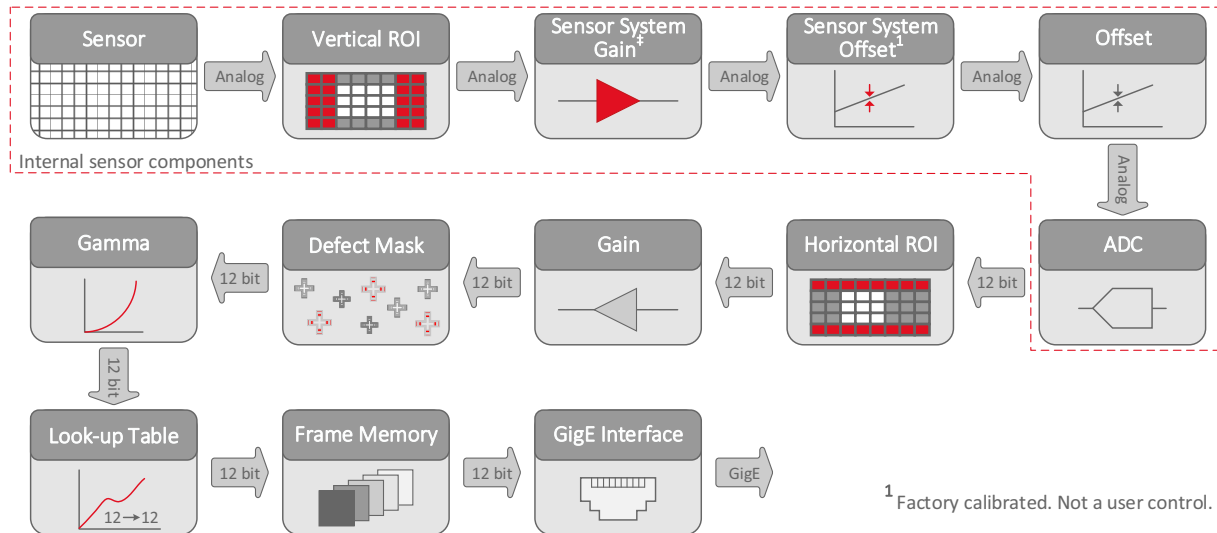 Sensor
Analog
Vertical ROI
Analog
Sensor System
Gain‡
Analog
Sensor System
Offset¹
Analog
Offset
Internal sensor components
Analog
ADC
12 bit
Horizontal ROI
12 bit
Gain
12 bit
Defect Mask
12 bit
Gamma
12 bit
Look-up Table
12→12
12 bit
Frame Memory
12 bit
GigE Interface
GigE
¹ Factory calibrated. Not a user control.